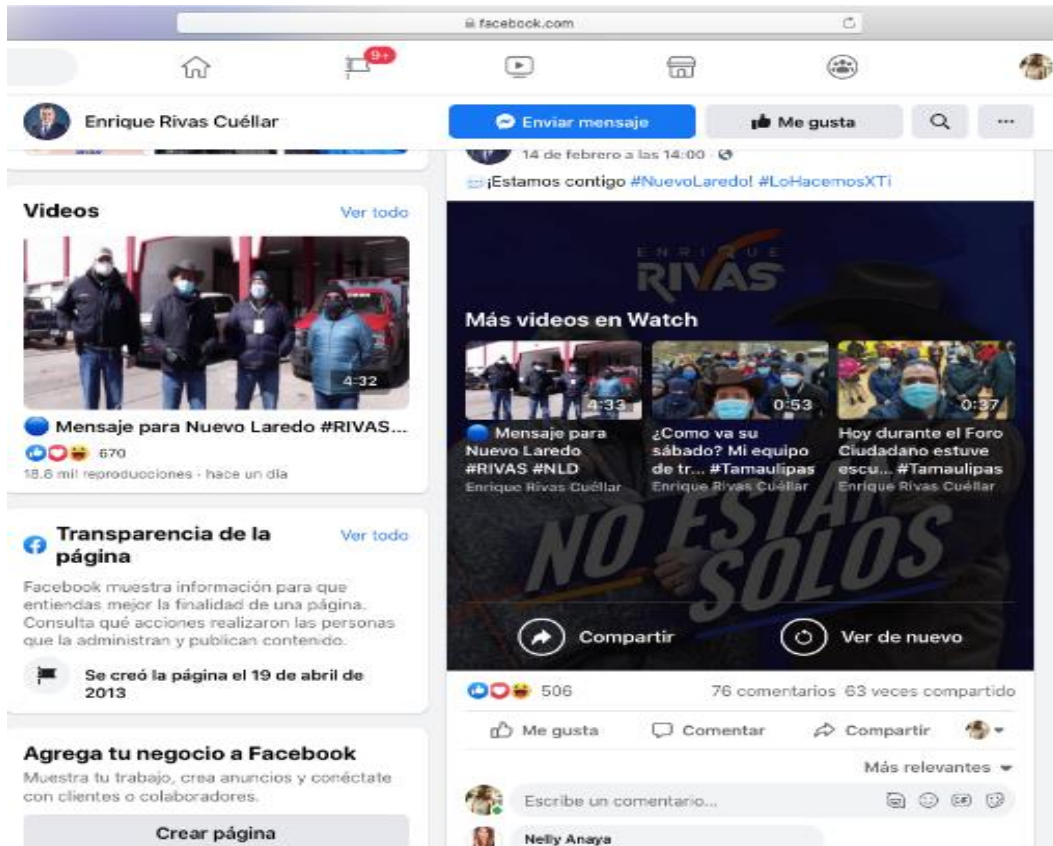 facebook.com
9+
Enrique Rivas Cuéllar
Enviar mensaje
Me gusta
Videos
Ver todo
4:32
Mensaje para Nuevo Laredo #RIVAS...
670
18.6 mil reproducciones · hace un día
Transparencia de la
página
Ver todo
Facebook muestra información para que
entiendas mejor la finalidad de una página.
Consulta qué acciones realizaron las personas
que la administran y publican contenido.
Se creó la página el 19 de abril de
2013
Agrega tu negocio a Facebook
Muestra tu trabajo, crea anuncios y conéctate
con clientes o colaboradores.
Crear página
14 de febrero a las 14:00
¡Estamos contigo #NuevoLaredo! #LoHacemosXTi
ENRIQUE
RIVAS
Más videos en Watch
4:33
Mensaje para
Nuevo Laredo
#RIVAS #NLD
Enrique Rivas Cuéllar
0:53
¿Como va su
sábado? Mi equipo
de tr... #Tamaulipas
Enrique Rivas Cuéllar
0:37
Hoy durante el Foro
Ciudadano estuve
escu... #Tamaulipas
Enrique Rivas Cuéllar
NO ESTÁN
SOLOS
Compartir
Ver de nuevo
506
76 comentarios 63 veces compartido
Me gusta
Comentar
Compartir
Más relevantes
Escribe un comentario...
GIF
Nelly Anaya